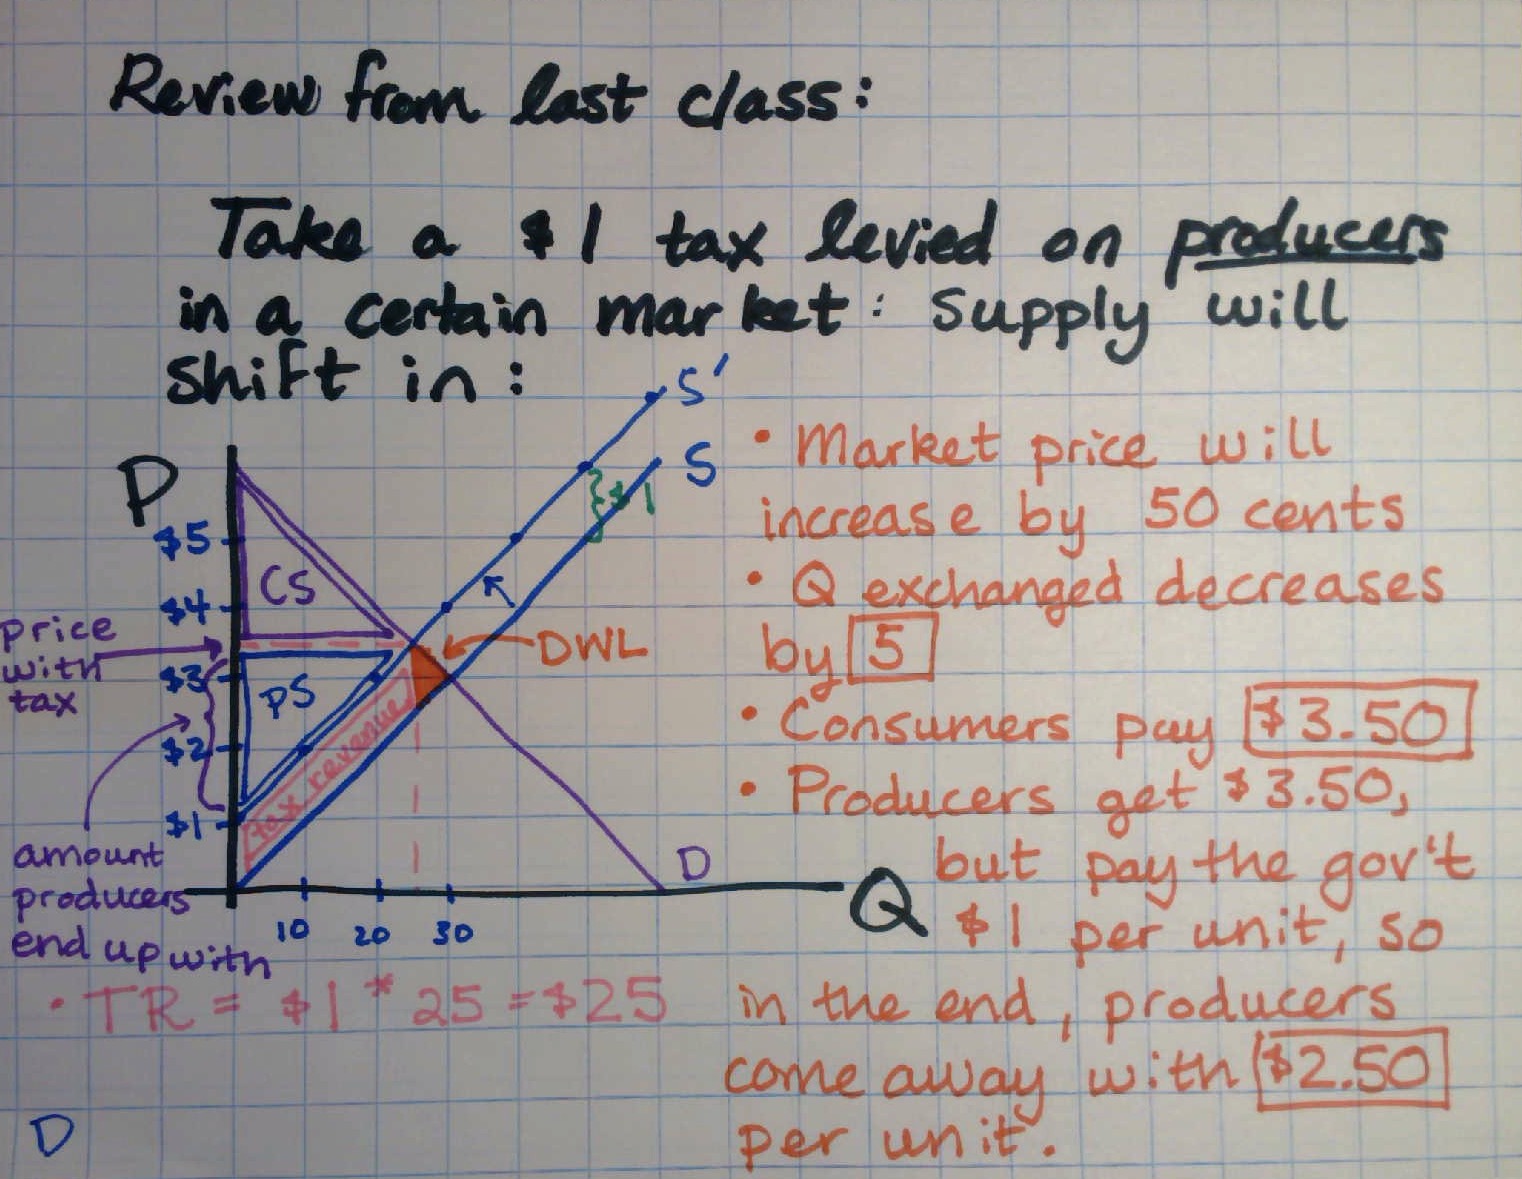 Review from last class:
Take a $1 tax levied on producers
in a certain market: Supply will
shift in:
P
$5
$4
$3
$2
$1
price
with
tax
amount
producers
end up with
CS
PS
tax revenue
S'
S
$1
DWL
D
Q
10 20 30
• TR = $1 * 25 = $25
• Market price will
increase by 50 cents
• Q exchanged decreases
by 5
• Consumers pay $3.50
• Producers get $3.50,
but pay the gov't
$1 per unit, so
in the end, producers
come away with $2.50
per unit.
D